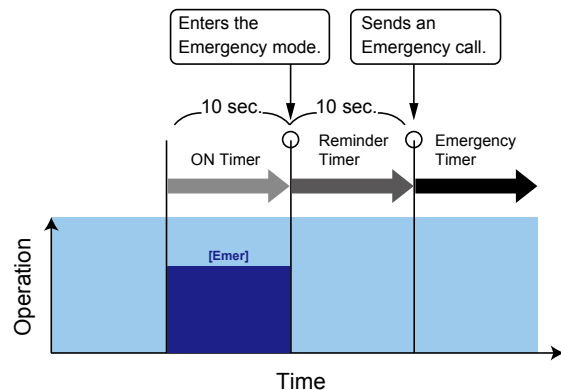 Enters the
Emergency mode.
Sends an
Emergency call.
10 sec.
10 sec.
ON Timer
Reminder
Timer
Emergency
Timer
[Emer]
Operation
Time